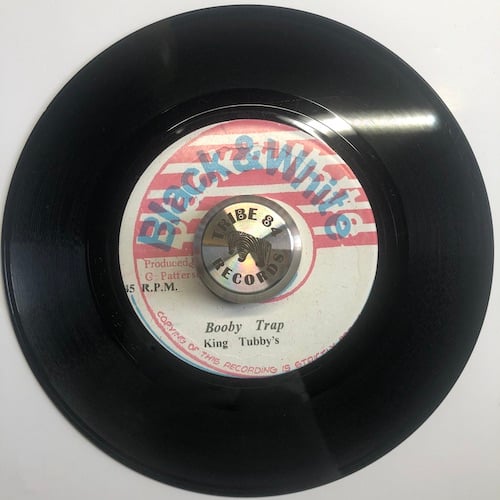 Black & White
TRIBE 84
RECORDS
Produced
G. Patters
45 R.P.M.
Booby Trap
King Tubby's
COPYING OF THIS RECORDING IS STRICTLY